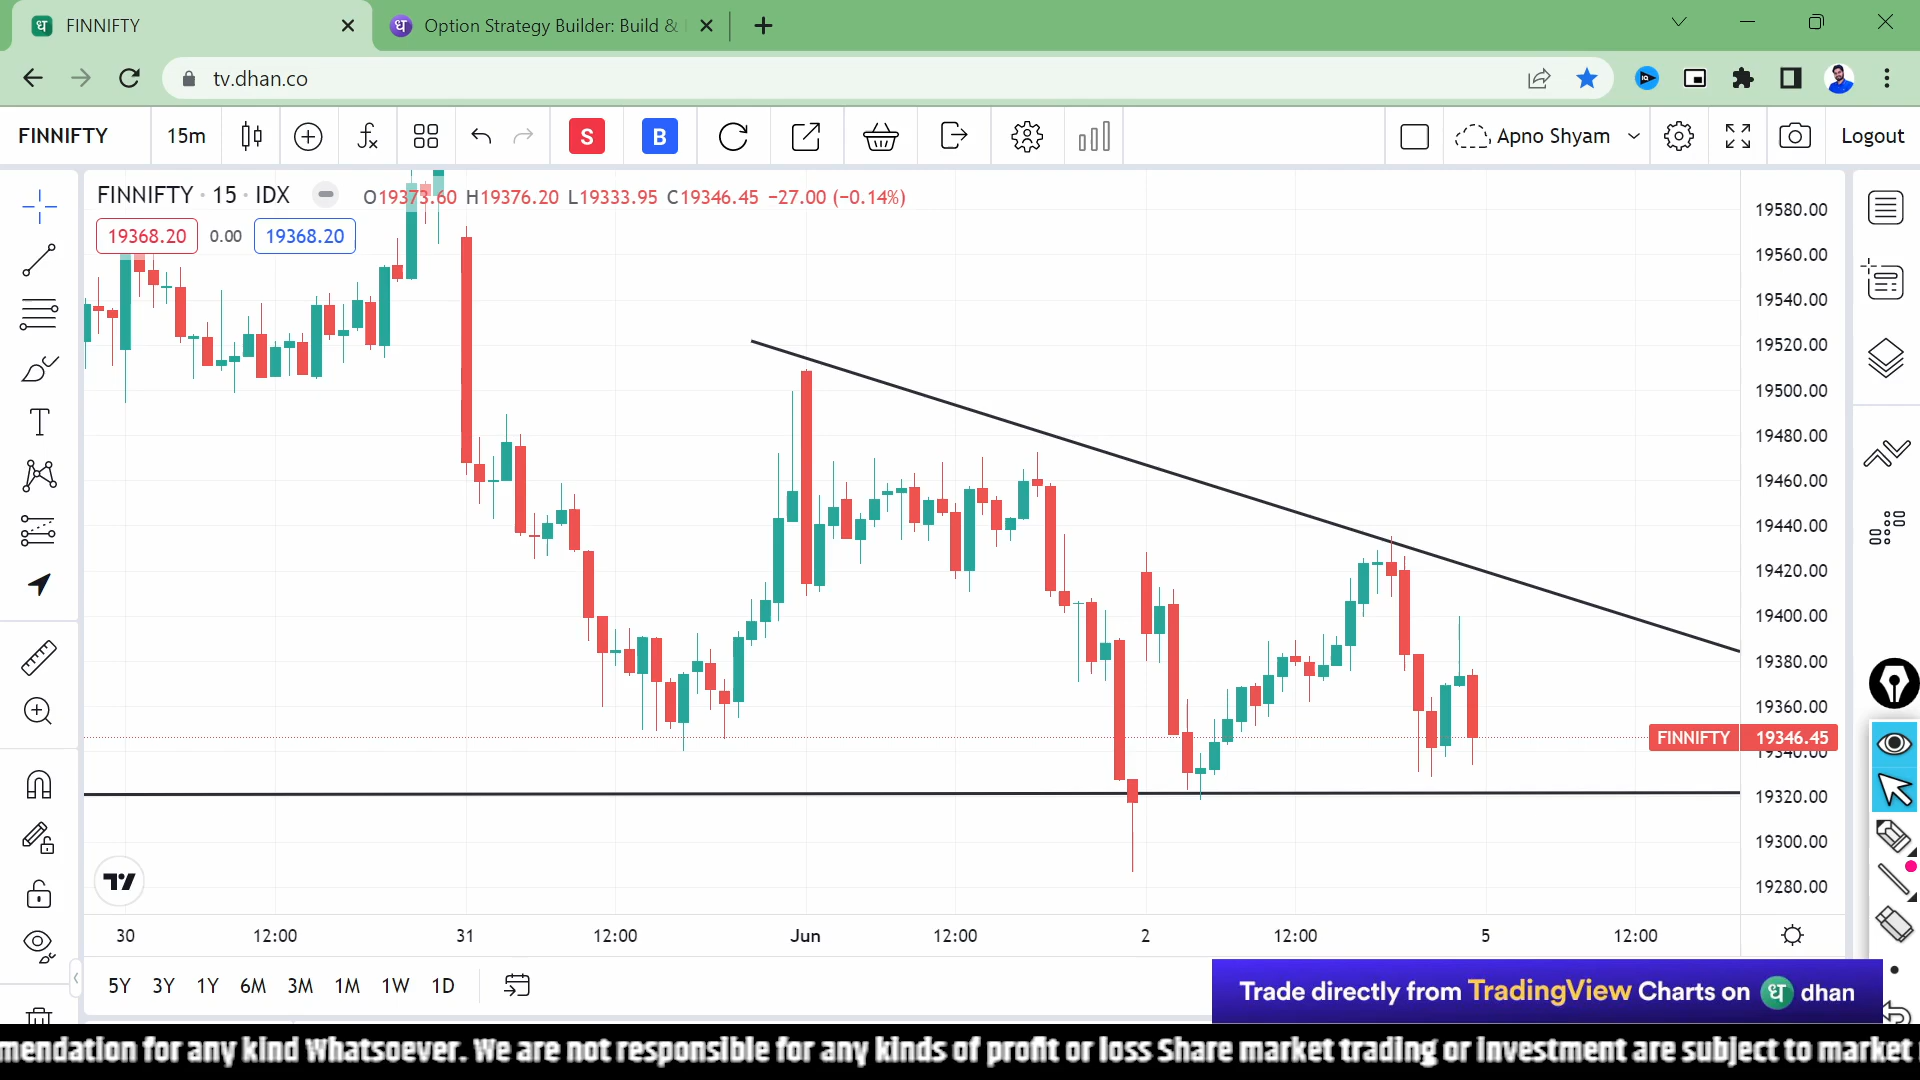 ध FINNIFTY
ध Option Strategy Builder: Build &
tv.dhan.co
FINNIFTY 15m S B Apno Shyam Logout
FINNIFTY · 15 · IDX O19373.60 H19376.20 L19333.95 C19346.45 −27.00 (−0.14%)
19368.20 0.00 19368.20
19580.00
19560.00
19540.00
19520.00
19500.00
19480.00
19460.00
19440.00
19420.00
19400.00
19380.00
19360.00
FINNIFTY 19346.45
19340.00
19320.00
19300.00
19280.00
30 12:00 31 12:00 Jun 12:00 2 12:00 5 12:00
5Y 3Y 1Y 6M 3M 1M 1W 1D
Trade directly from TradingView Charts on ध dhan
mendation for any kind Whatsoever. We are not responsible for any kinds of profit or loss Share market trading or investment are subject to market